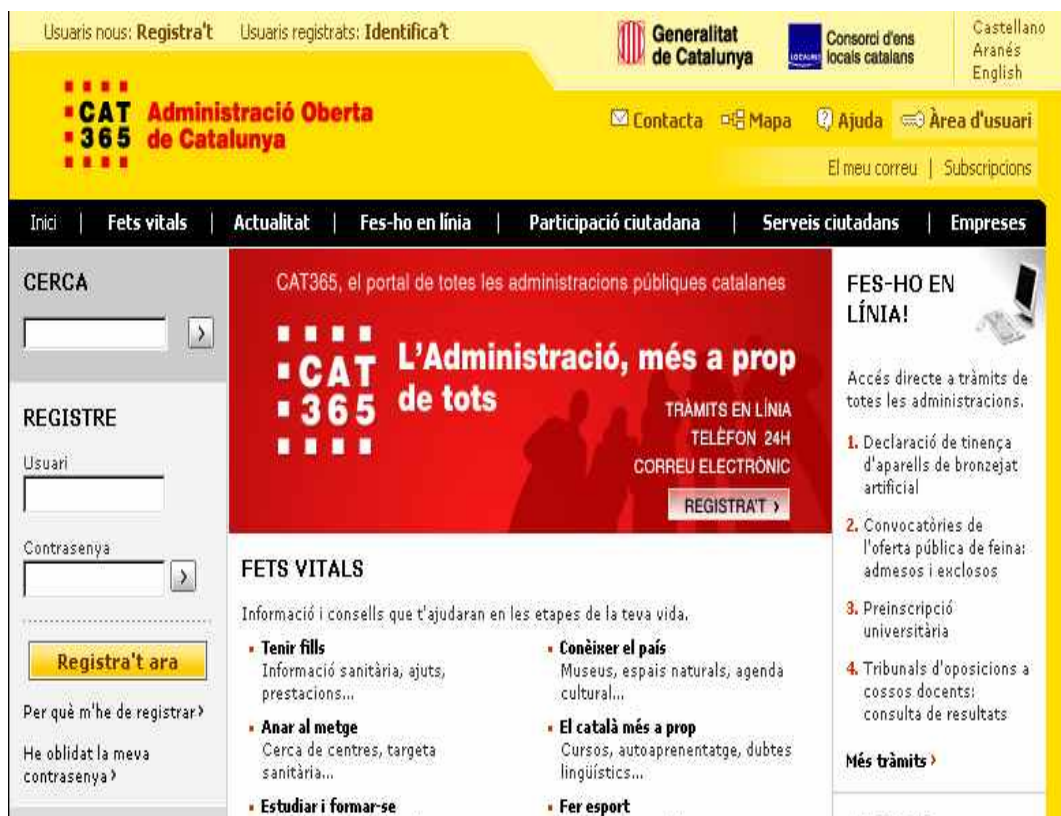 Usuaris nous: Registra't Usuaris registrats: Identifica't
Generalitat
de Catalunya
LOCALRET
Consorci d'ens
locals catalans
Castellano
Aranés
English
CAT
365
Administració Oberta
de Catalunya
Contacta Mapa Ajuda Àrea d'usuari
El meu correu | Subscripcions
Inici | Fets vitals | Actualitat | Fes-ho en línia | Participació ciutadana | Serveis ciutadans | Empreses
CERCA
REGISTRE
Usuari
Contrasenya
Registra't ara
Per què m'he de registrar
He oblidat la meva
contrasenya
CAT365, el portal de totes les administracions públiques catalanes
CAT
365
L'Administració, més a prop
de tots
TRÀMITS EN LÍNIA
TELÈFON 24H
CORREU ELECTRÒNIC
REGISTRA'T ›
FETS VITALS
Informació i consells que t'ajudaran en les etapes de la teva vida.
Tenir fills
Informació sanitària, ajuts,
prestacions...
Anar al metge
Cerca de centres, targeta
sanitària...
Estudiar i formar-se
Conèixer el país
Museus, espais naturals, agenda
cultural...
El català més a prop
Cursos, autoaprenentatge, dubtes
lingüístics...
Fer esport
FES-HO EN
LÍNIA!
Accés directe a tràmits de
totes les administracions.
1. Declaració de tinença
d'aparells de bronzejat
artificial
2. Convocatòries de
l'oferta pública de feina:
admesos i exclosos
3. Preinscripció
universitària
4. Tribunals d'oposicions a
cossos docents:
consulta de resultats
Més tràmits